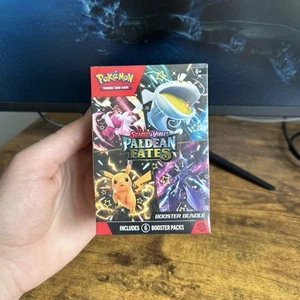 Pokémon
TRADING CARD GAME
SCARLET & VIOLET
PALDEAN
FATES
BOOSTER BUNDLE
INCLUDES 6 BOOSTER PACKS